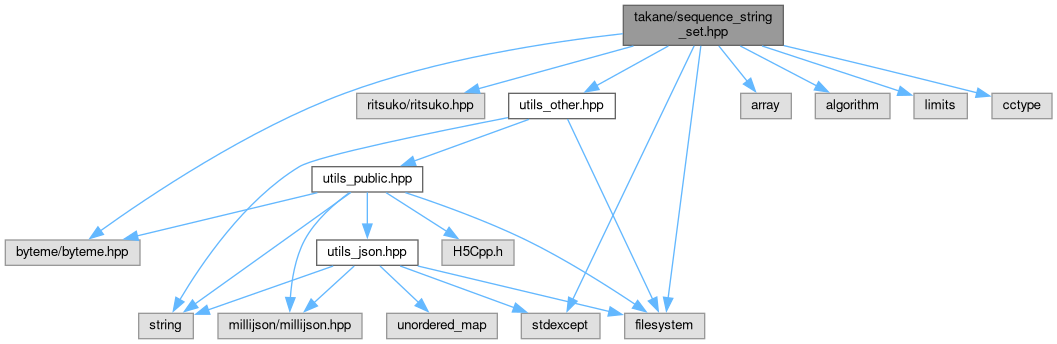 takane/sequence_string
_set.hpp
ritsuko/ritsuko.hpp
utils_other.hpp
array
algorithm
limits
cctype
utils_public.hpp
byteme/byteme.hpp
utils_json.hpp
H5Cpp.h
string
millijson/millijson.hpp
unordered_map
stdexcept
filesystem